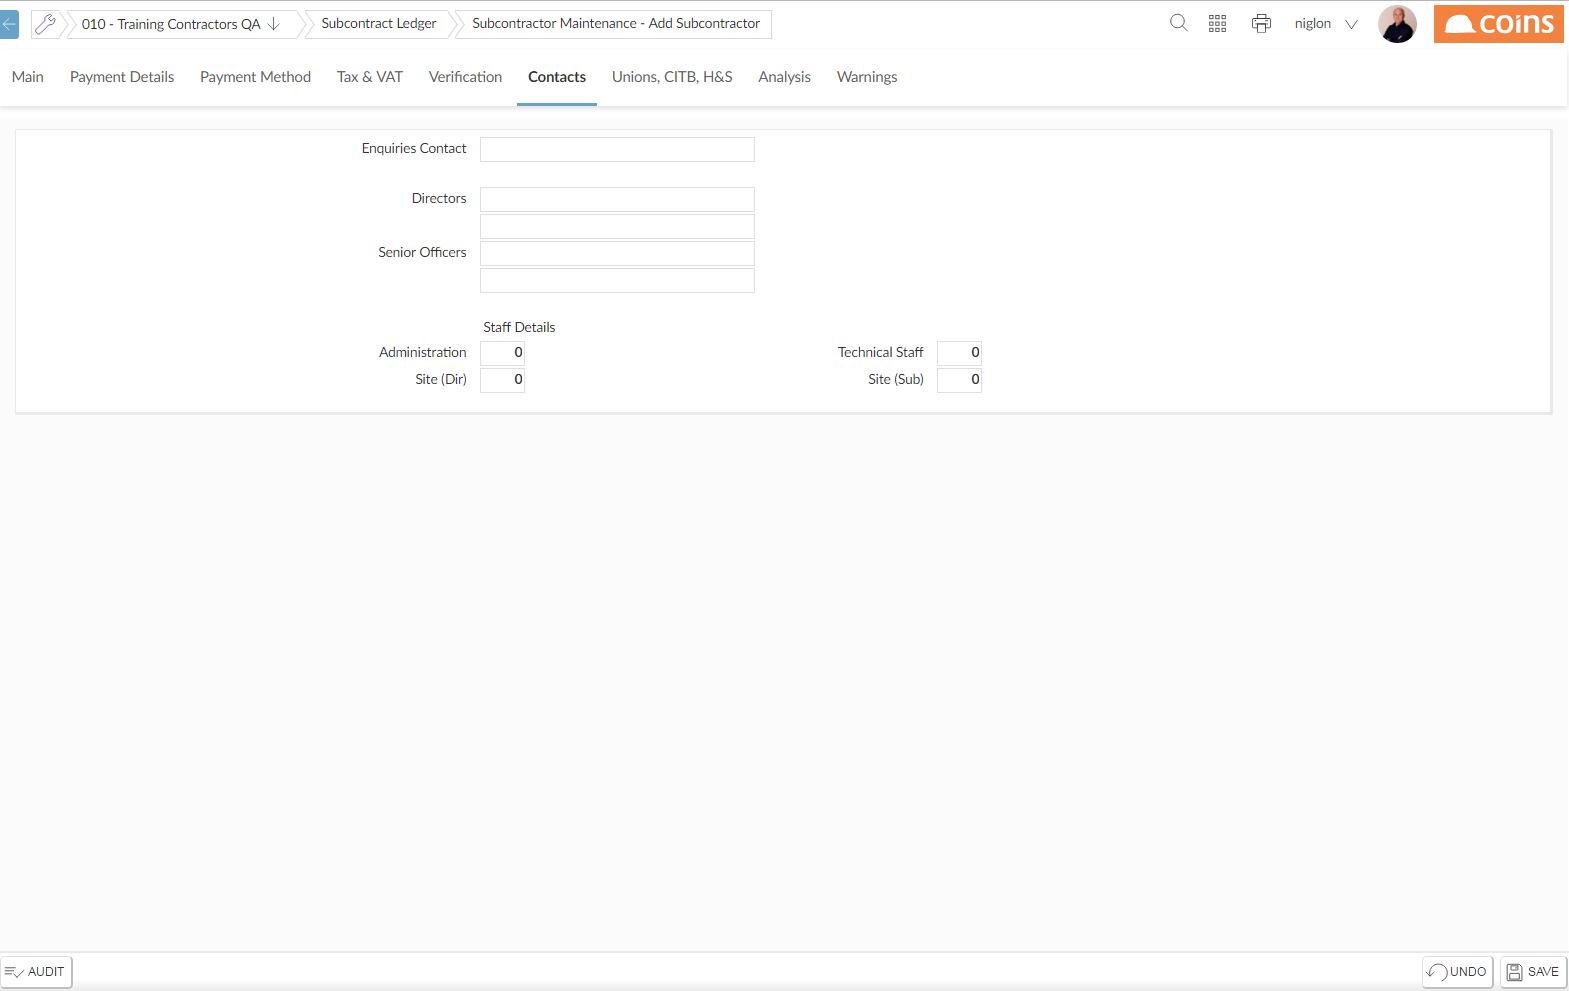 010 - Training Contractors QA
Subcontract Ledger
Subcontractor Maintenance - Add Subcontractor
niglon
coins
Main
Payment Details
Payment Method
Tax & VAT
Verification
Contacts
Unions, CITB, H&S
Analysis
Warnings
Enquiries Contact
Directors
Senior Officers
Staff Details
Administration 0
Technical Staff 0
Site (Dir) 0
Site (Sub) 0
AUDIT
UNDO
SAVE